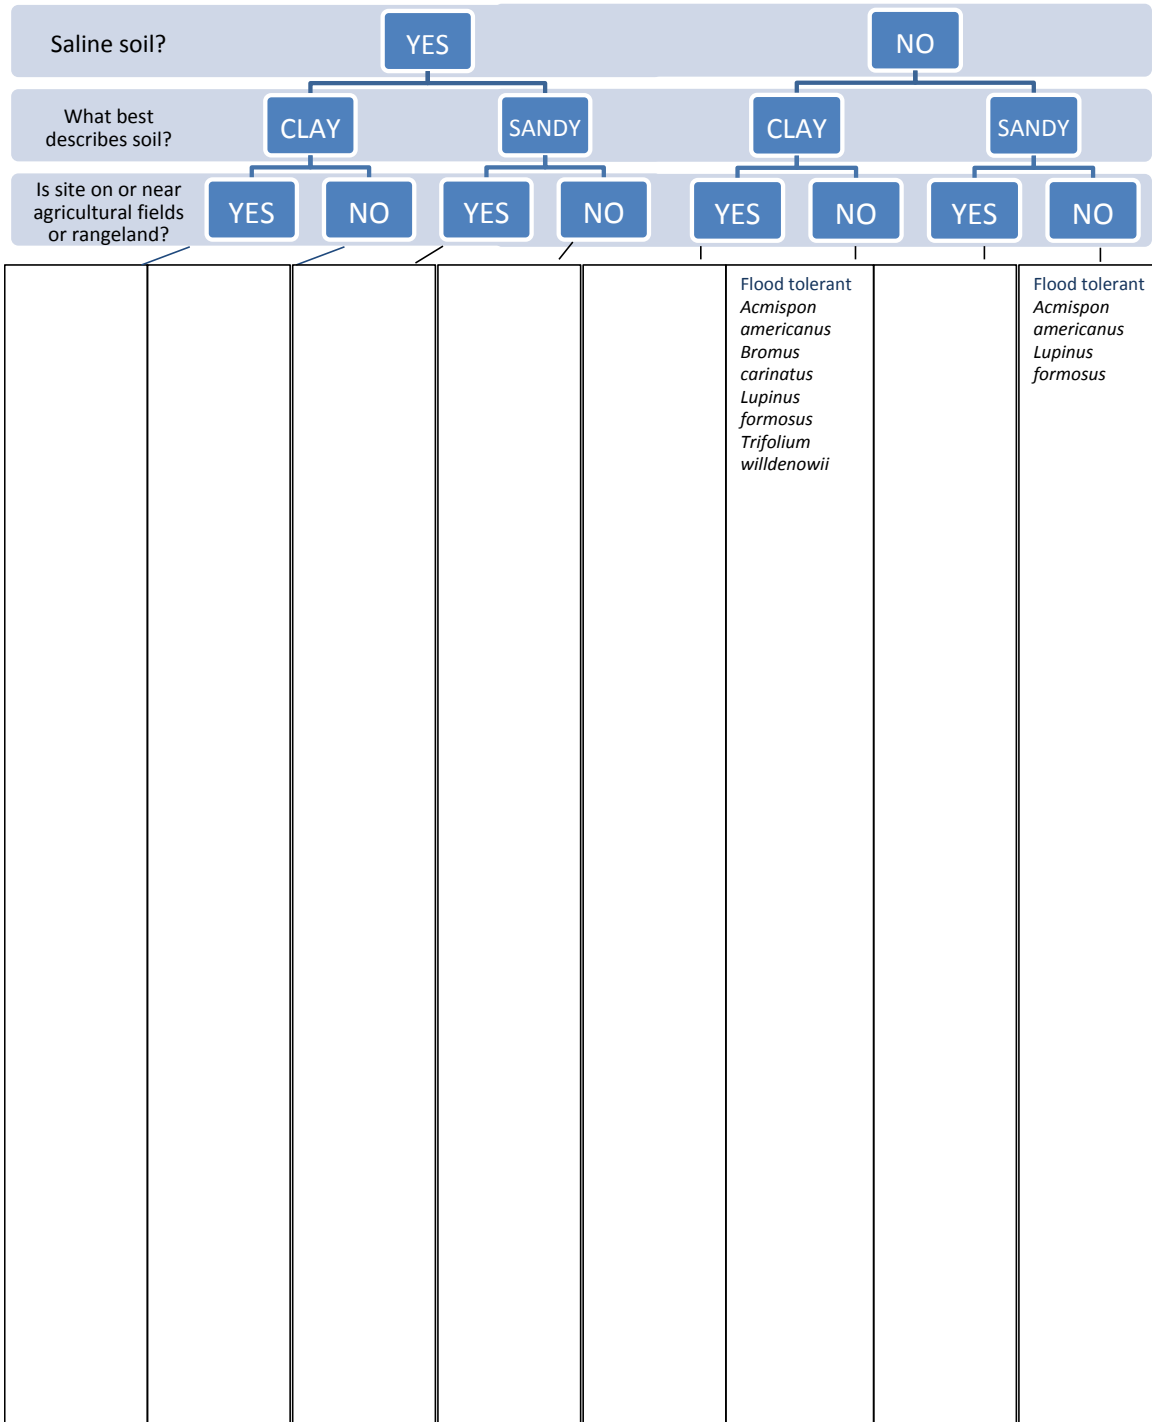 Saline soil?
YES
NO
What best
describes soil?
CLAY
SANDY
CLAY
SANDY
Is site on or near
agricultural fields
or rangeland?
YES
NO
YES
NO
YES
NO
YES
NO
Flood tolerant
Acmispon
americanus
Bromus
carinatus
Lupinus
formosus
Trifolium
willdenowii
Flood tolerant
Acmispon
americanus
Lupinus
formosus